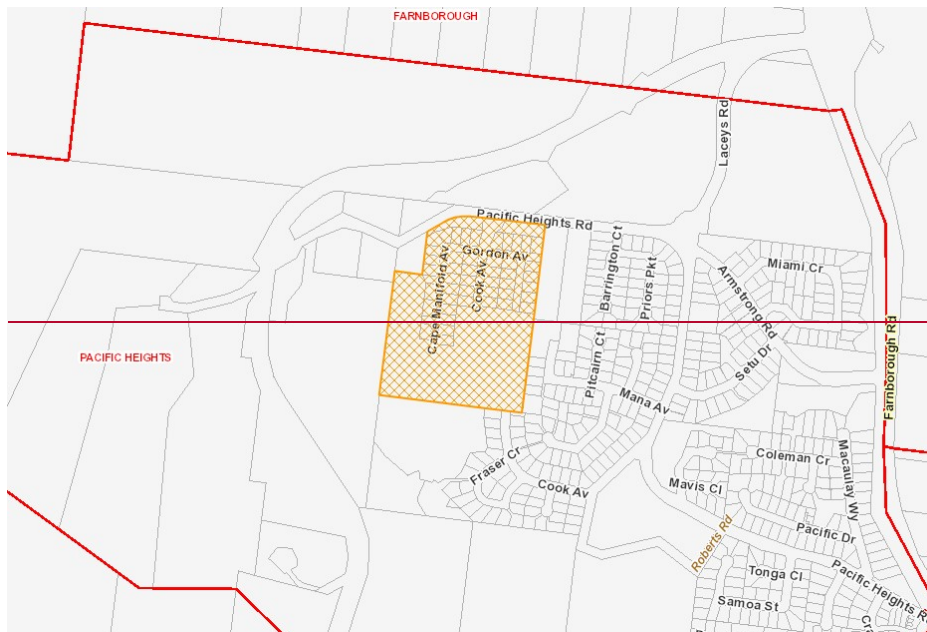 FARNBOROUGH
Laceys Rd
Pacific Heights Rd
Gordon Av
Cape Manifold Av
Cook Av
Barrington Ct
Priors Pkt
Miami Cr
Armstrong Rd
PACIFIC HEIGHTS
Pitcairn Ct
Setu Dr
Farnborough Rd
Mana Av
Fraser Cr
Coleman Cr
Macaulay Wy
Cook Av
Mavis Cl
Pacific Dr
Roberts Rd
Tonga Cl
Pacific Heights R
Samoa St